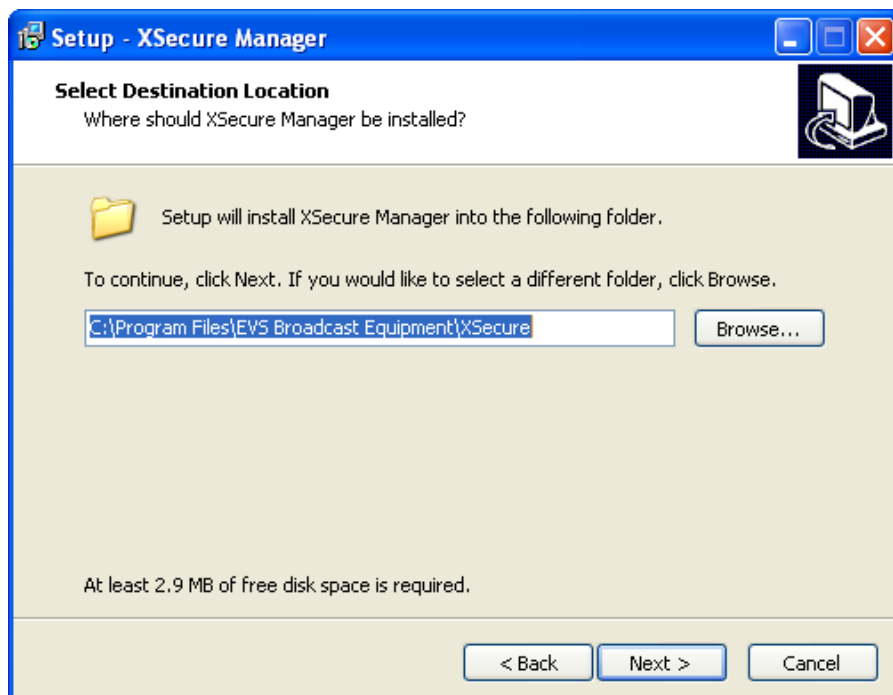 Setup - XSecure Manager
Select Destination Location
Where should XSecure Manager be installed?
Setup will install XSecure Manager into the following folder.
To continue, click Next. If you would like to select a different folder, click Browse.
C:\Program Files\EVS Broadcast Equipment\XSecure
Browse...
At least 2.9 MB of free disk space is required.
< Back
Next >
Cancel